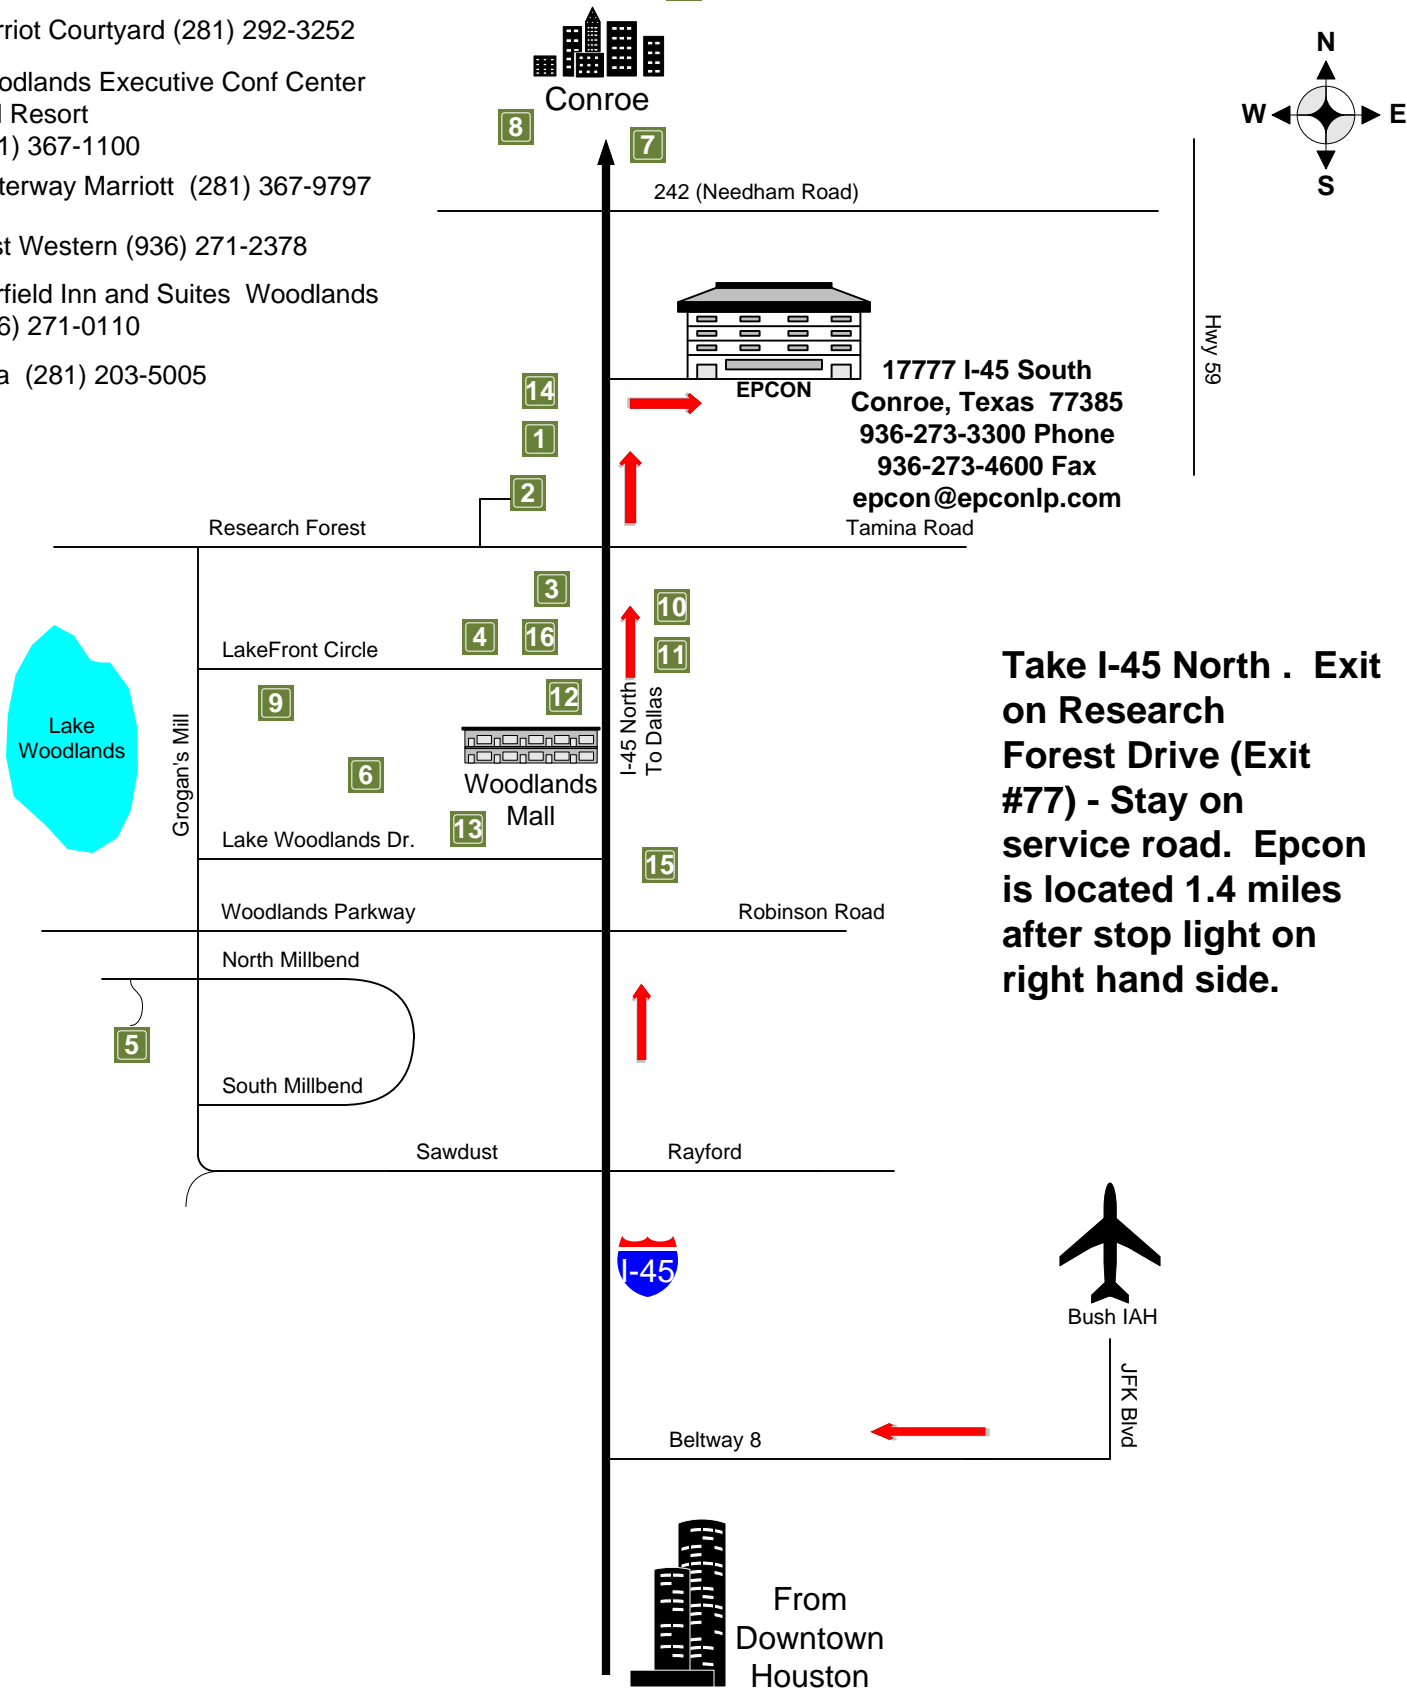 rriot Courtyard (281) 292-3252
odlands Executive Conf Center
l Resort
1) 367-1100
terway Marriott (281) 367-9797
st Western (936) 271-2378
rfield Inn and Suites Woodlands
6) 271-0110
a (281) 203-5005
Conroe
N
W
E
S
8
7
242 (Needham Road)
Hwy 59
EPCON
17777 I-45 South
Conroe, Texas 77385
936-273-3300 Phone
936-273-4600 Fax
epcon@epconlp.com
14
1
2
Research Forest
Tamina Road
3
10
4
16
11
LakeFront Circle
9
12
Lake
Woodlands
Grogan's Mill
I-45 North
To Dallas
6
Woodlands
Mall
13
Lake Woodlands Dr.
15
Take I-45 North . Exit
on Research
Forest Drive (Exit
#77) - Stay on
service road. Epcon
is located 1.4 miles
after stop light on
right hand side.
Woodlands Parkway
Robinson Road
North Millbend
5
South Millbend
Sawdust
Rayford
I-45
Bush IAH
JFK Blvd
Beltway 8
From
Downtown
Houston